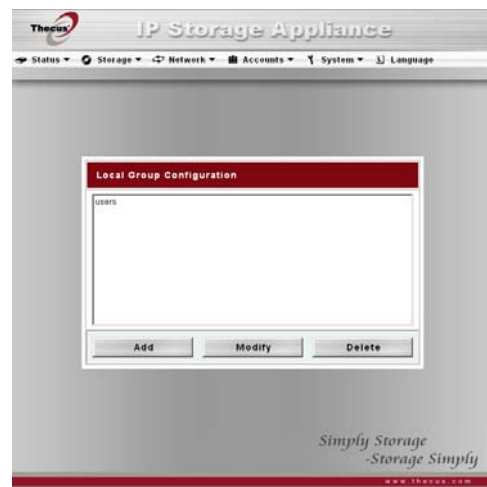 Thecus
IP Storage Appliance
Status Storage Network Accounts System Language
Local Group Configuration
users
Add Modify Delete
Simply Storage
-Storage Simply
www.thecus.com